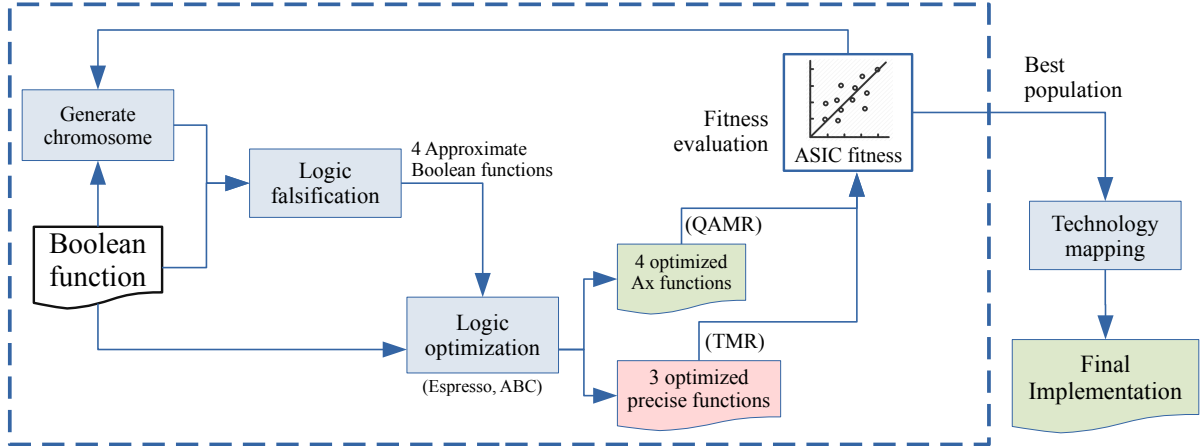 Generate
chromosome
Boolean
function
Logic
falsification
4 Approximate
Boolean functions
Logic
optimization
(Espresso, ABC)
(QAMR)
4 optimized
Ax functions
(TMR)
3 optimized
precise functions
Fitness
evaluation
ASIC fitness
Best
population
Technology
mapping
Final
Implementation